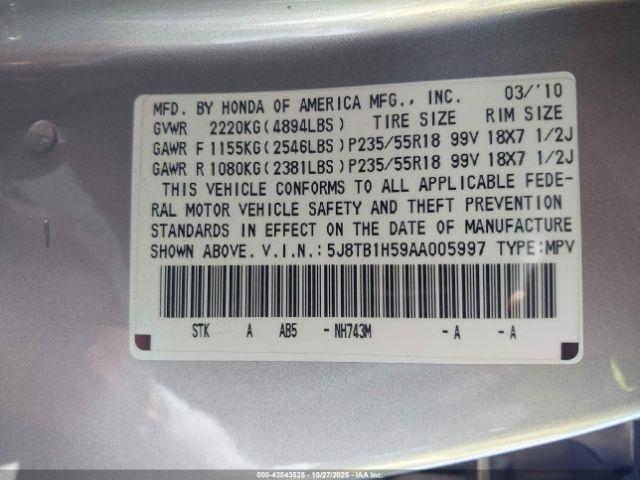 MFD. BY HONDA OF AMERICA MFG., INC. 03/'10
GVWR 2220KG(4894LBS) TIRE SIZE RIM SIZE
GAWR F 1155KG(2546LBS)P235/55R18 99V 18X7 1/2J
GAWR R 1080KG(2381LBS)P235/55R18 99V 18X7 1/2J
THIS VEHICLE CONFORMS TO ALL APPLICABLE FEDE-
RAL MOTOR VEHICLE SAFETY AND THEFT PREVENTION
STANDARDS IN EFFECT ON THE DATE OF MANUFACTURE
SHOWN ABOVE. V.I.N.:5J8TB1H59AA005997 TYPE:MPV
STK A AB5 -NH743M -A -A
000-43543525 | 10/27/2025 | IAA Inc.